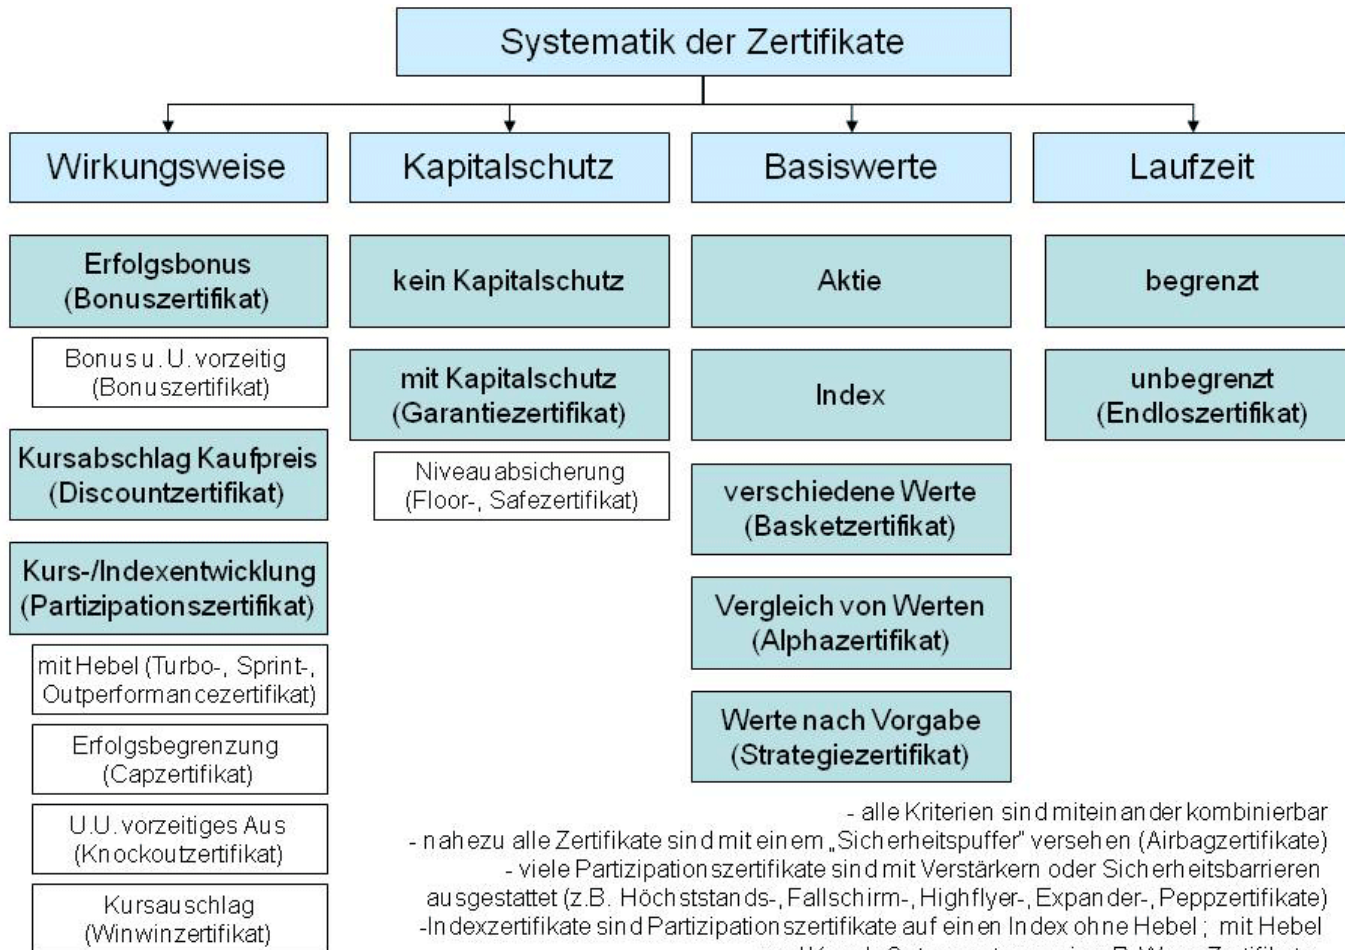 Systematik der Zertifikate
Wirkungsweise
Erfolgsbonus
(Bonuszertifikat)
Bonus u. U. vorzeitig
(Bonuszertifikat)
Kursabschlag Kaufpreis
(Discountzertifikat)
Kurs-/Indexentwicklung
(Partizipationszertifikat)
mit Hebel (Turbo-, Sprint-,
Outperformancezertifikat)
Erfolgsbegrenzung
(Capzertifikat)
U.U. vorzeitiges Aus
(Knockoutzertifikat)
Kursauschlag
(Winwinzertifikat)
Kapitalschutz
kein Kapitalschutz
mit Kapitalschutz
(Garantiezertifikat)
Niveauabsicherung
(Floor-, Safezertifikat)
Basiswerte
Aktie
Index
verschiedene Werte
(Basketzertifikat)
Vergleich von Werten
(Alphazertifikat)
Werte nach Vorgabe
(Strategiezertifikat)
Laufzeit
begrenzt
unbegrenzt
(Endloszertifikat)
- alle Kriterien sind miteinander kombinierbar
- nahezu alle Zertifikate sind mit einem „Sicherheitspuffer" versehen (Airbagzertifikate)
- viele Partizipationszertifikate sind mit Verstärkern oder Sicherheitsbarrieren
ausgestattet (z.B. Höchststands-, Fallschirm-, Highflyer-, Expander-, Peppzertifikate)
-Indexzertifikate sind Partizipationszertifikate auf einen Index ohne Hebel ; mit Hebel